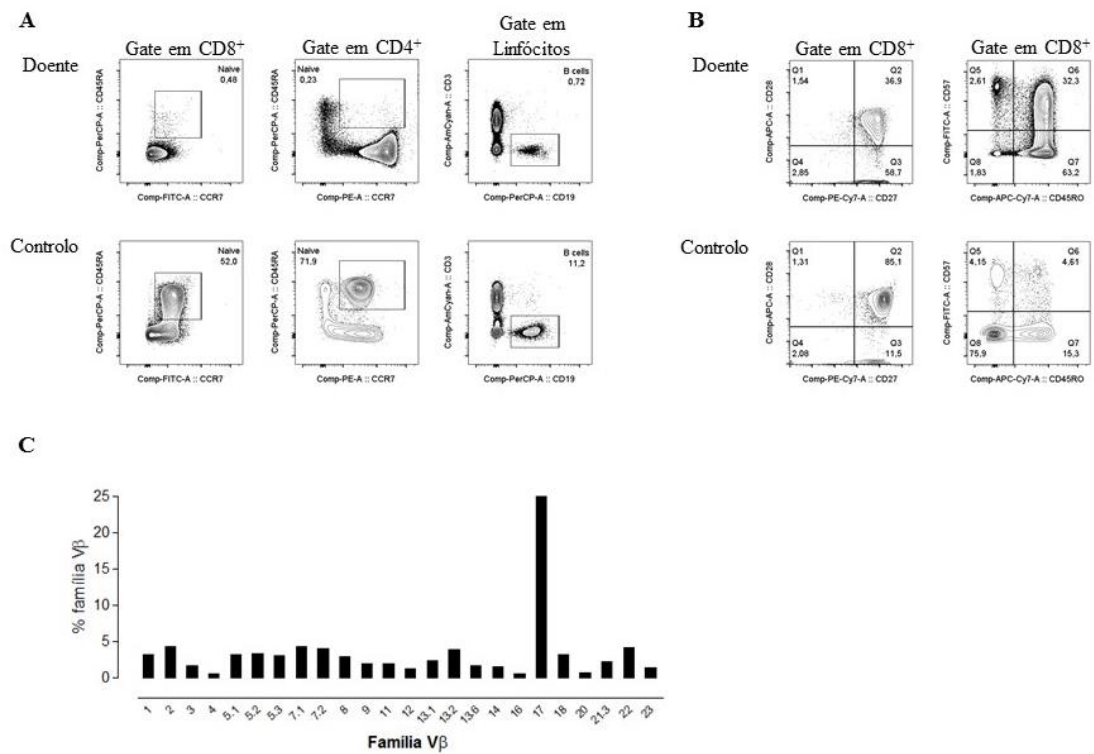 A
B
Gate em CD8+
Gate em CD4+
Gate em
Linfócitos
Gate em CD8+
Gate em CD8+
Doente
Doente
Naive
0,48
Comp-PerCP-A :: CD45RA
Comp-FITC-A :: CCR7
Naive
0,23
Comp-PerCP-A :: CD45RA
Comp-PE-A :: CCR7
B cells
0,72
Comp-AmCyan-A :: CD3
Comp-PerCP-A :: CD19
Q1
1,54
Q2
36,9
Q4
2,85
Q3
58,7
Comp-APC-A :: CD28
Comp-PE-Cy7-A :: CD27
Q5
2,61
Q6
32,3
Q8
1,83
Q7
63,2
Comp-FITC-A :: CD57
Comp-APC-Cy7-A :: CD45RO
Controlo
Controlo
Naive
52,0
Comp-PerCP-A :: CD45RA
Comp-FITC-A :: CCR7
Naive
71,9
Comp-PerCP-A :: CD45RA
Comp-PE-A :: CCR7
B cells
11,2
Comp-AmCyan-A :: CD3
Comp-PerCP-A :: CD19
Q1
1,31
Q2
85,1
Q4
2,08
Q3
11,5
Comp-APC-A :: CD28
Comp-PE-Cy7-A :: CD27
Q5
4,15
Q6
4,61
Q8
75,9
Q7
15,3
Comp-FITC-A :: CD57
Comp-APC-Cy7-A :: CD45RO
C
% família Vβ
25
20
15
10
5
0
1 2 3 4 5.1 5.2 5.3 7.1 7.2 8 9 11 12 13.1 13.2 13.6 14 16 17 18 20 21.3 22 23
Família Vβ